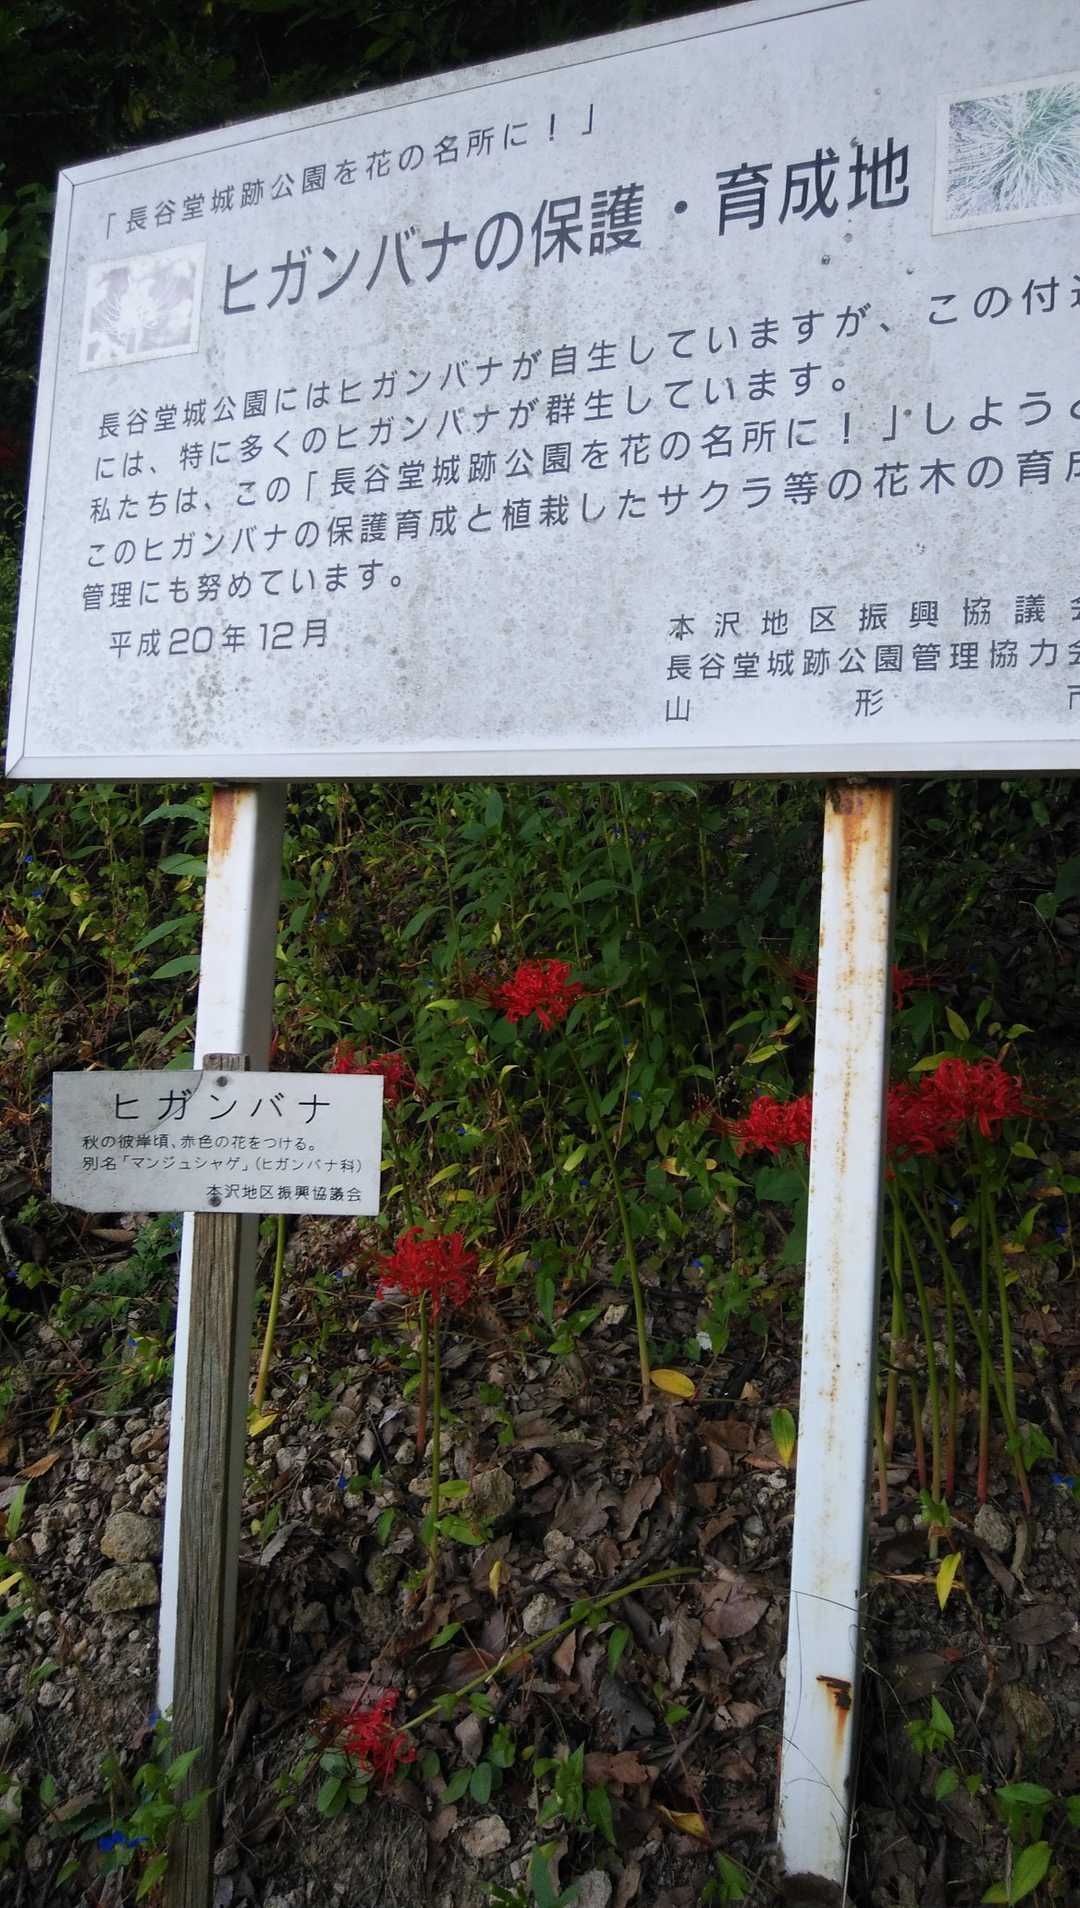 「長谷堂城跡公園を花の名所に！」
ヒガンバナの保護・育成地
長谷堂城公園にはヒガンバナが自生していますが、この付近
には、特に多くのヒガンバナが群生しています。
私たちは、この「長谷堂城跡公園を花の名所に！」しようと
このヒガンバナの保護育成と植栽したサクラ等の花木の育成
管理にも努めています。
平成20年12月
本沢地区振興協議会
長谷堂城跡公園管理協力会
山形市
ヒガンバナ
秋の彼岸頃、赤色の花をつける。
別名「マンジュシャゲ」(ヒガンバナ科)
本沢地区振興協議会